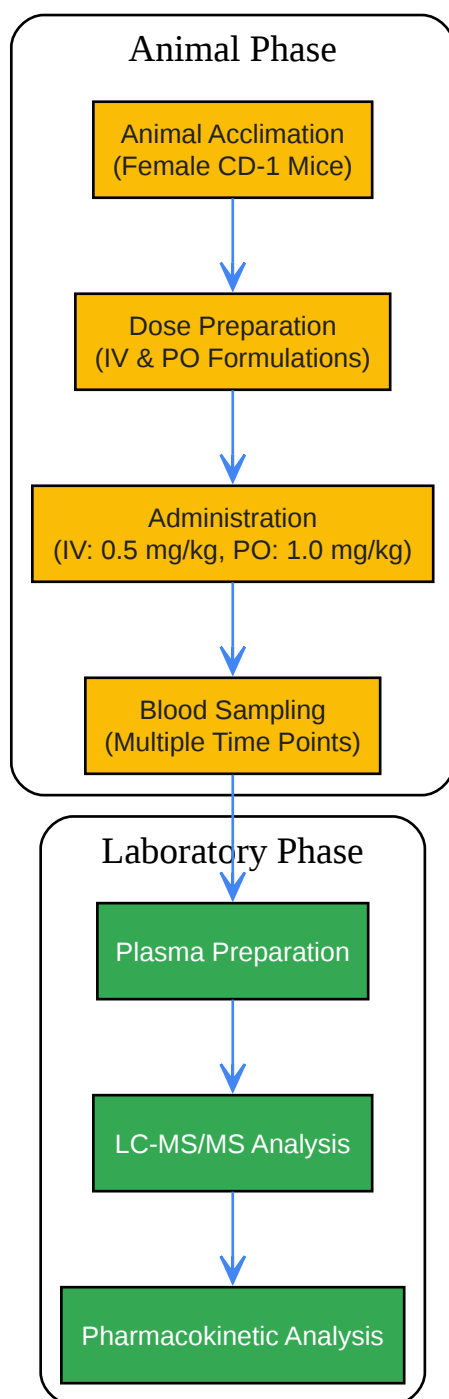 Animal Phase
Animal Acclimation
(Female CD-1 Mice)
Dose Preparation
(IV & PO Formulations)
Administration
(IV: 0.5 mg/kg, PO: 1.0 mg/kg)
Blood Sampling
(Multiple Time Points)
Laboratory Phase
Plasma Preparation
LC-MS/MS Analysis
Pharmacokinetic Analysis